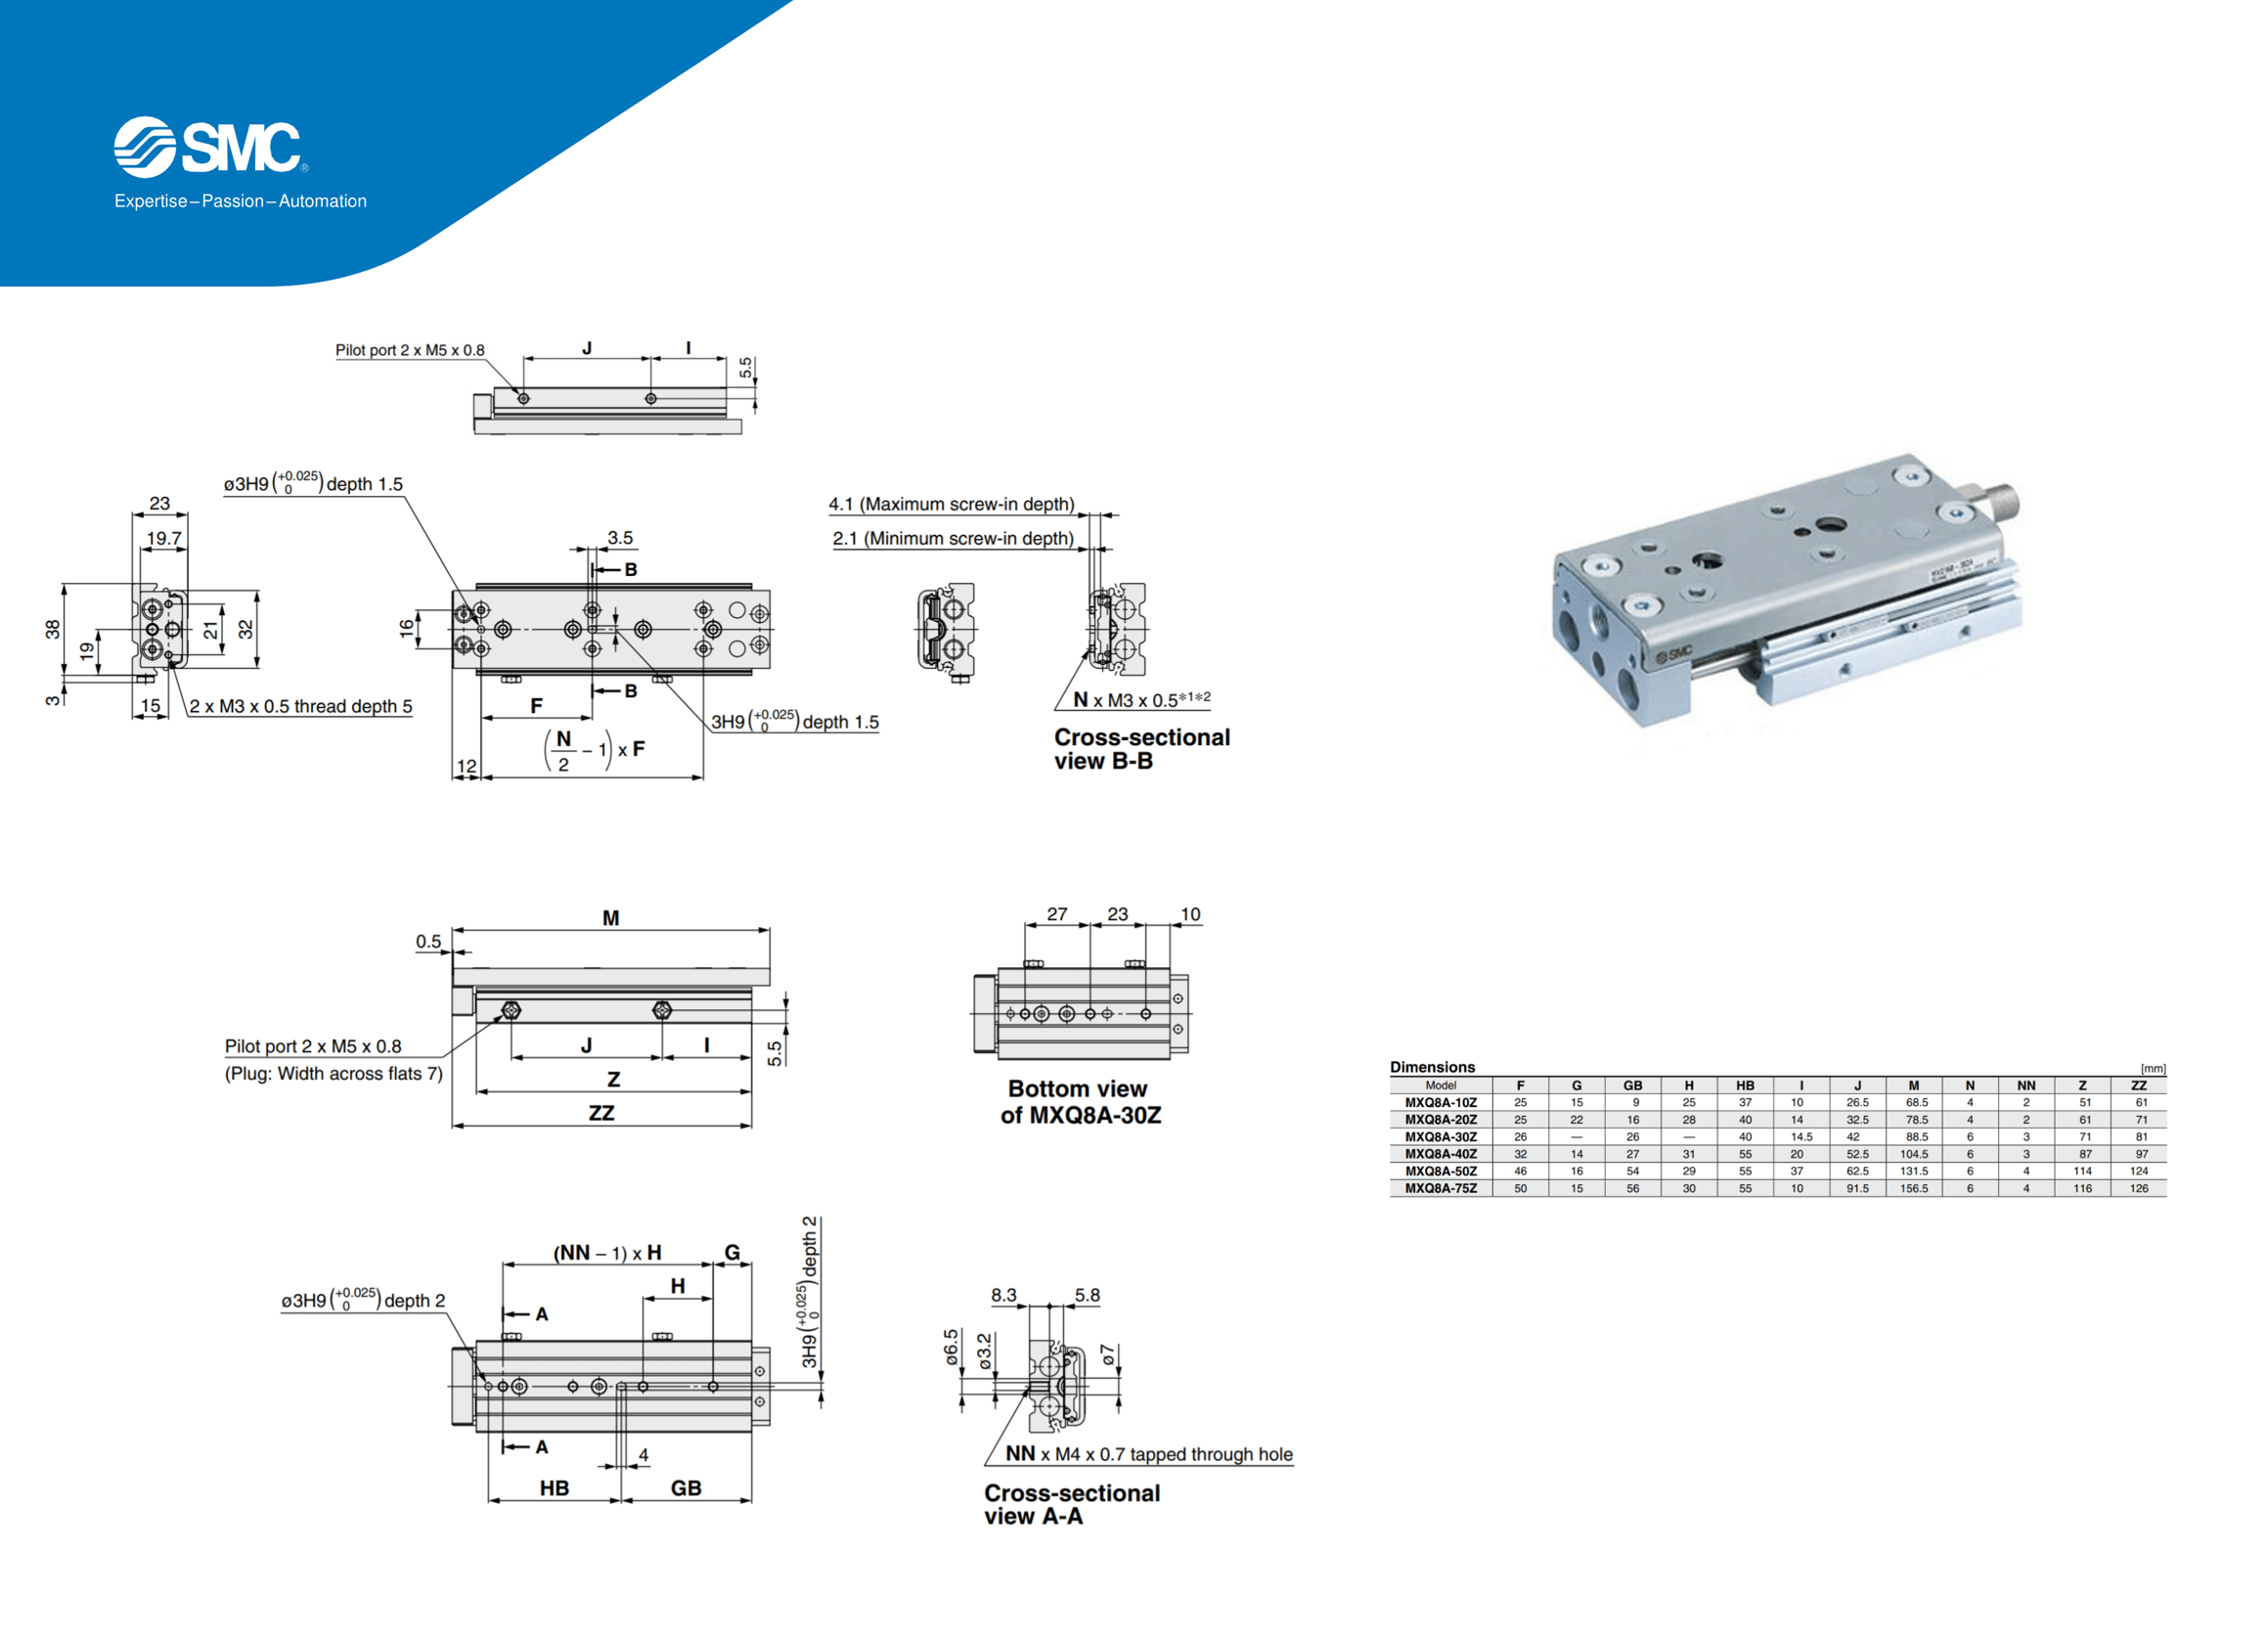 SMC®
Expertise – Passion – Automation
Pilot port 2 x M5 x 0.8
J
I
5.5
ø3H9 (+0.025 0) depth 1.5
23
19.7
38
19
3
21
32
15
2 x M3 x 0.5 thread depth 5
3.5
B
16
B
F
(N/2 – 1) x F
12
3H9 (+0.025 0) depth 1.5
4.1 (Maximum screw-in depth)
2.1 (Minimum screw-in depth)
N x M3 x 0.5*1*2
Cross-sectional
view B-B
SMC
M
0.5
Pilot port 2 x M5 x 0.8
(Plug: Width across flats 7)
J
I
5.5
Z
ZZ
27
23
10
Bottom view
of MXQ8A-30Z
Dimensions
[mm]
Model F G GB H HB I J M N NN Z ZZ
MXQ8A-10Z 25 15 9 25 37 10 26.5 68.5 4 2 51 61
MXQ8A-20Z 25 22 16 28 40 14 32.5 78.5 4 2 61 71
MXQ8A-30Z 26 — 26 — 40 14.5 42 88.5 6 3 71 81
MXQ8A-40Z 32 14 27 31 55 20 52.5 104.5 6 3 87 97
MXQ8A-50Z 46 16 54 29 55 37 62.5 131.5 6 4 114 124
MXQ8A-75Z 50 15 56 30 55 10 91.5 156.5 6 4 116 126
(NN – 1) x H
G
H
3H9 (+0.025 0) depth 2
ø3H9 (+0.025 0) depth 2
A
A
4
HB
GB
8.3
5.8
ø6.5
ø3.2
ø7
NN x M4 x 0.7 tapped through hole
Cross-sectional
view A-A